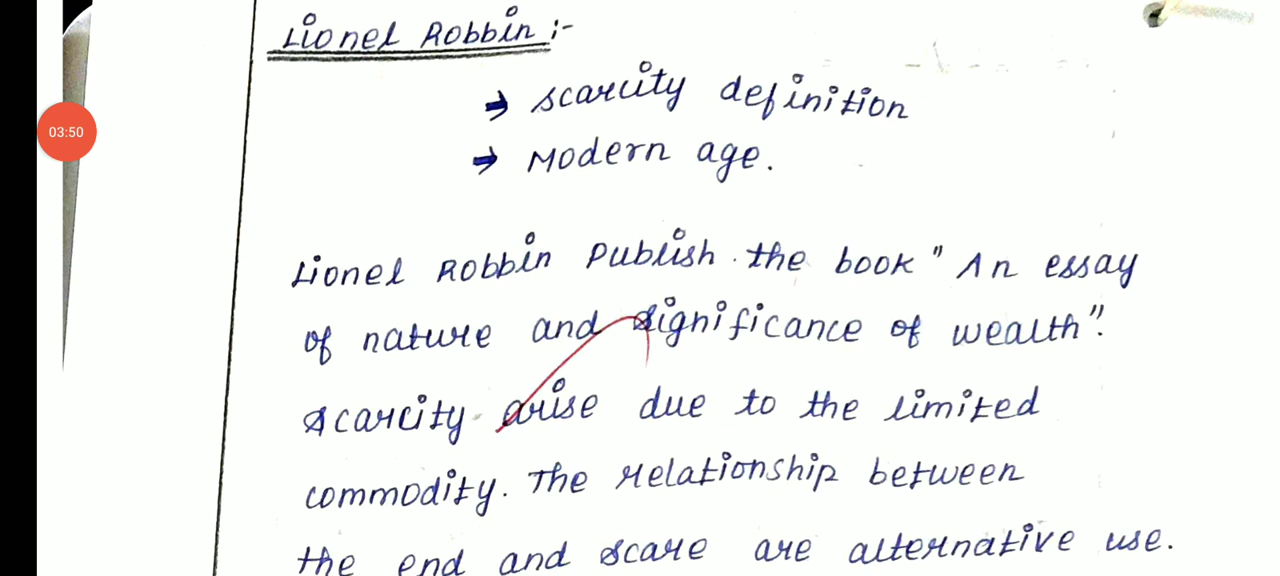 Lionel Robbin :-
→ scarcity definition
→ Modern age.
03:50
Lionel Robbin Publish the book "An essay
of nature and significance of wealth".
scarcity arise due to the limited
commodity. The relationship between
the end and scare are alternative use.